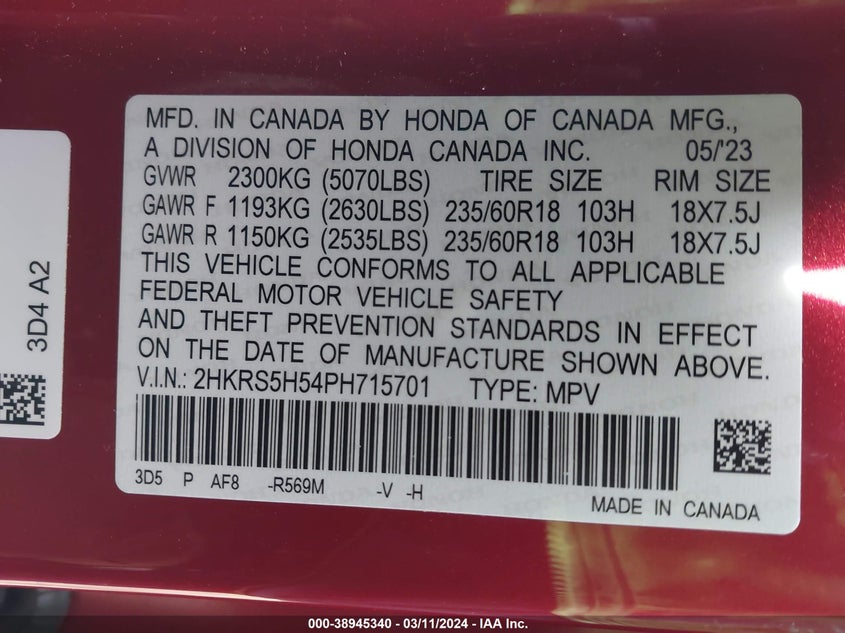 MFD. IN CANADA BY HONDA OF CANADA MFG.,
A DIVISION OF HONDA CANADA INC. 05/'23
GVWR 2300KG (5070LBS) TIRE SIZE RIM SIZE
GAWR F 1193KG (2630LBS) 235/60R18 103H 18X7.5J
GAWR R 1150KG (2535LBS) 235/60R18 103H 18X7.5J
THIS VEHICLE CONFORMS TO ALL APPLICABLE
FEDERAL MOTOR VEHICLE SAFETY
AND THEFT PREVENTION STANDARDS IN EFFECT
ON THE DATE OF MANUFACTURE SHOWN ABOVE.
V.I.N.: 2HKRS5H54PH715701 TYPE: MPV
3D5 P AF8 -R569M -V -H
MADE IN CANADA
3D4 A2
000-38945340 - 03/11/2024 - IAA Inc.